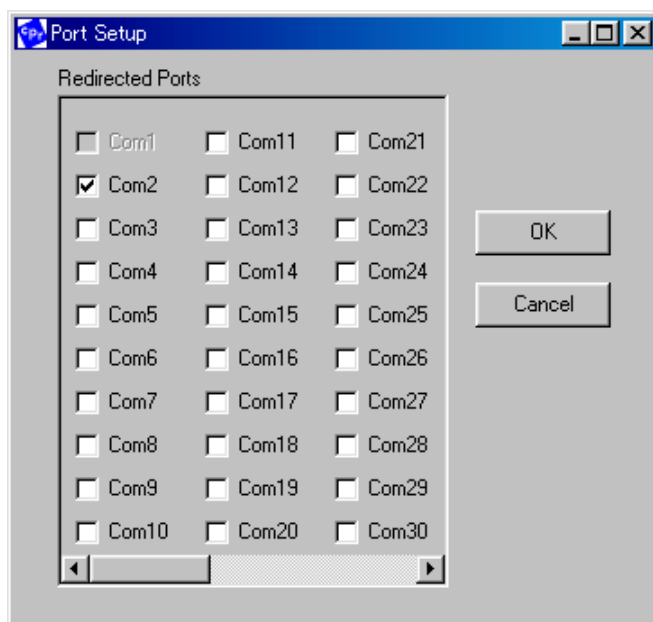 Port Setup
Redirected Ports
Com1 Com11 Com21
Com2 Com12 Com22
Com3 Com13 Com23
Com4 Com14 Com24
Com5 Com15 Com25
Com6 Com16 Com26
Com7 Com17 Com27
Com8 Com18 Com28
Com9 Com19 Com29
Com10 Com20 Com30
OK
Cancel